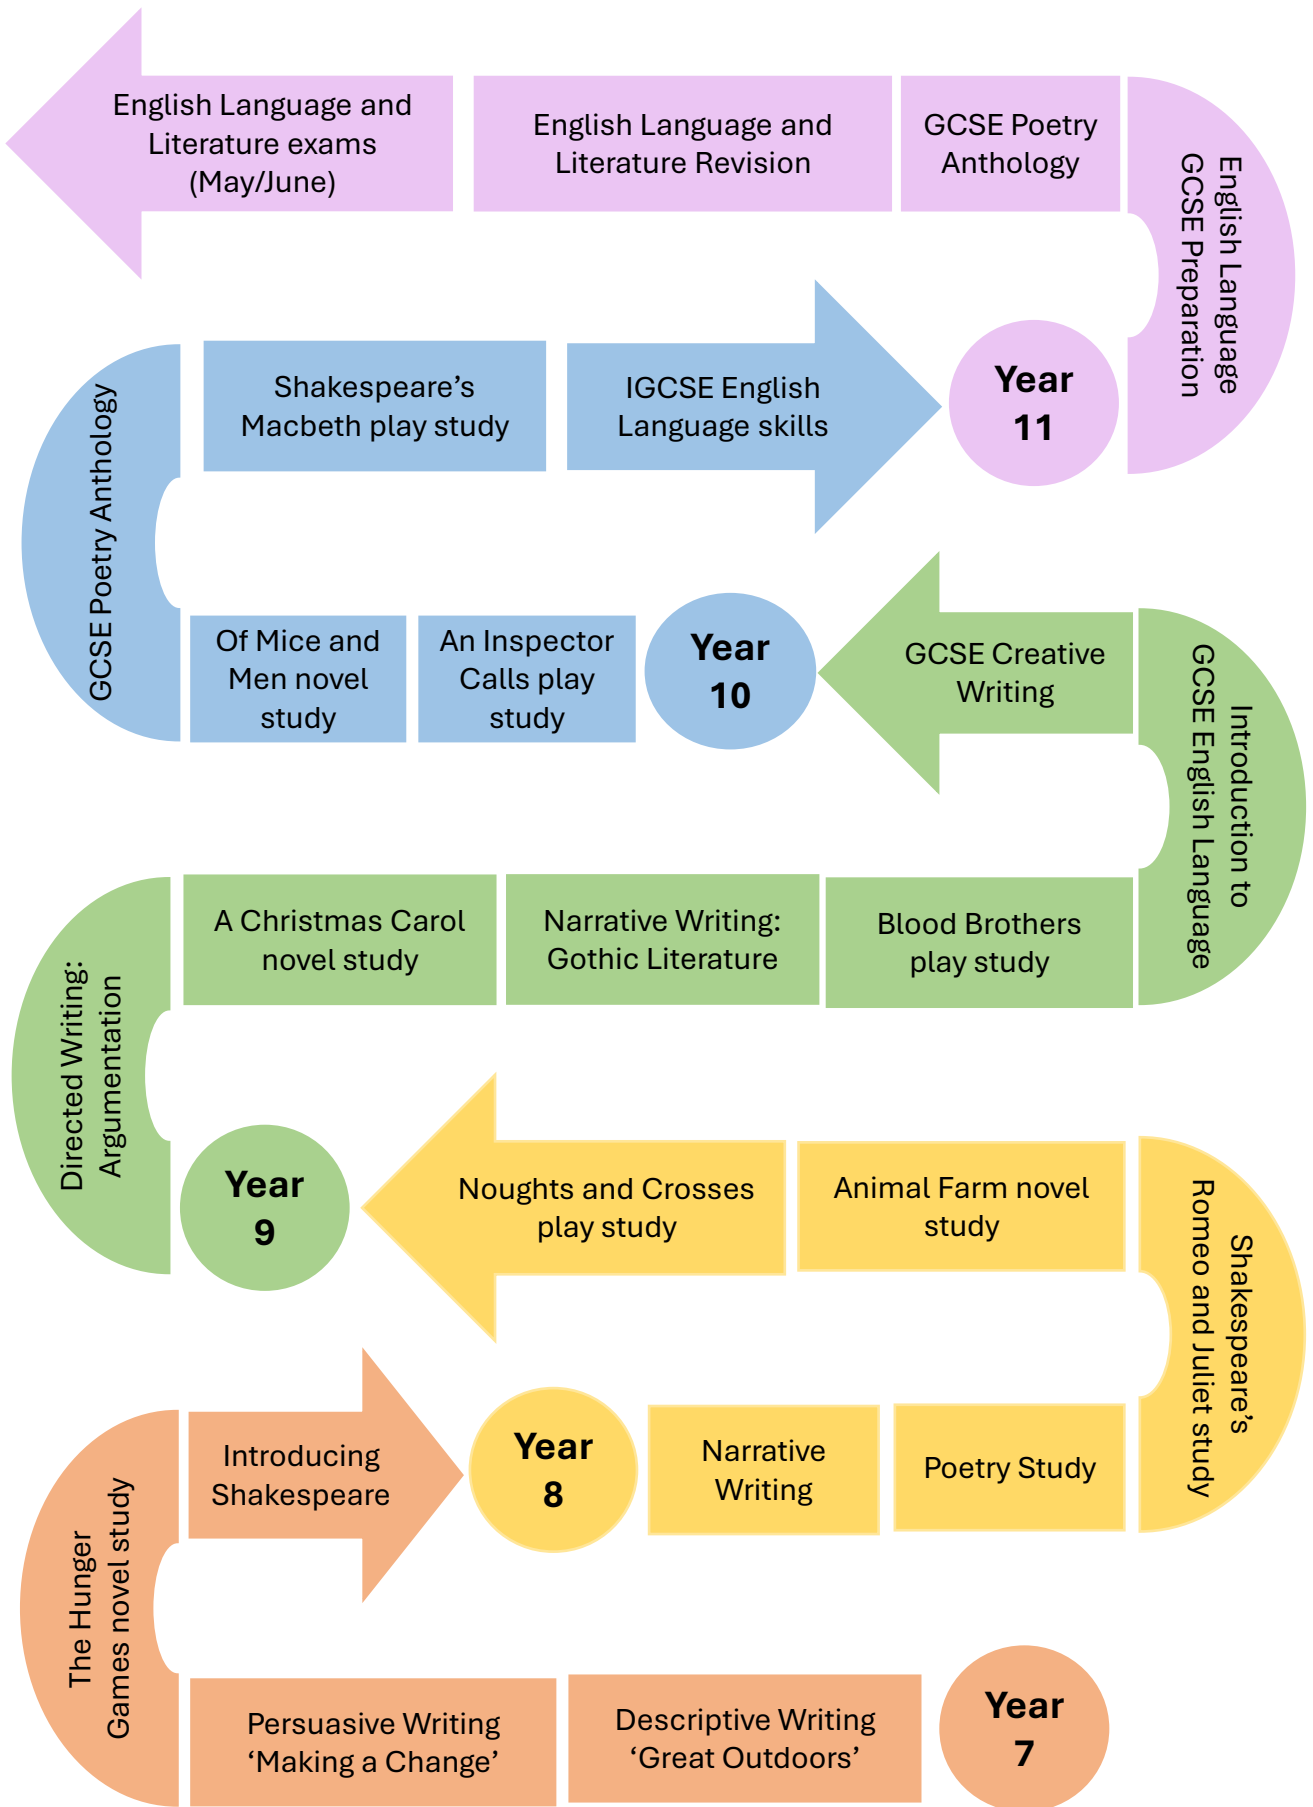 English Language and
Literature exams
(May/June)
English Language and
Literature Revision
GCSE Poetry
Anthology
English Language
GCSE Preparation
Year
11
IGCSE English
Language skills
Shakespeare’s
Macbeth play study
GCSE Poetry Anthology
Of Mice and
Men novel
study
An Inspector
Calls play
study
Year
10
GCSE Creative
Writing
Introduction to
GCSE English Language
Blood Brothers
play study
Narrative Writing:
Gothic Literature
A Christmas Carol
novel study
Directed Writing:
Argumentation
Year
9
Noughts and Crosses
play study
Animal Farm novel
study
Shakespeare’s
Romeo and Juliet study
Poetry Study
Narrative
Writing
Year
8
Introducing
Shakespeare
The Hunger
Games novel study
Persuasive Writing
‘Making a Change’
Descriptive Writing
‘Great Outdoors’
Year
7